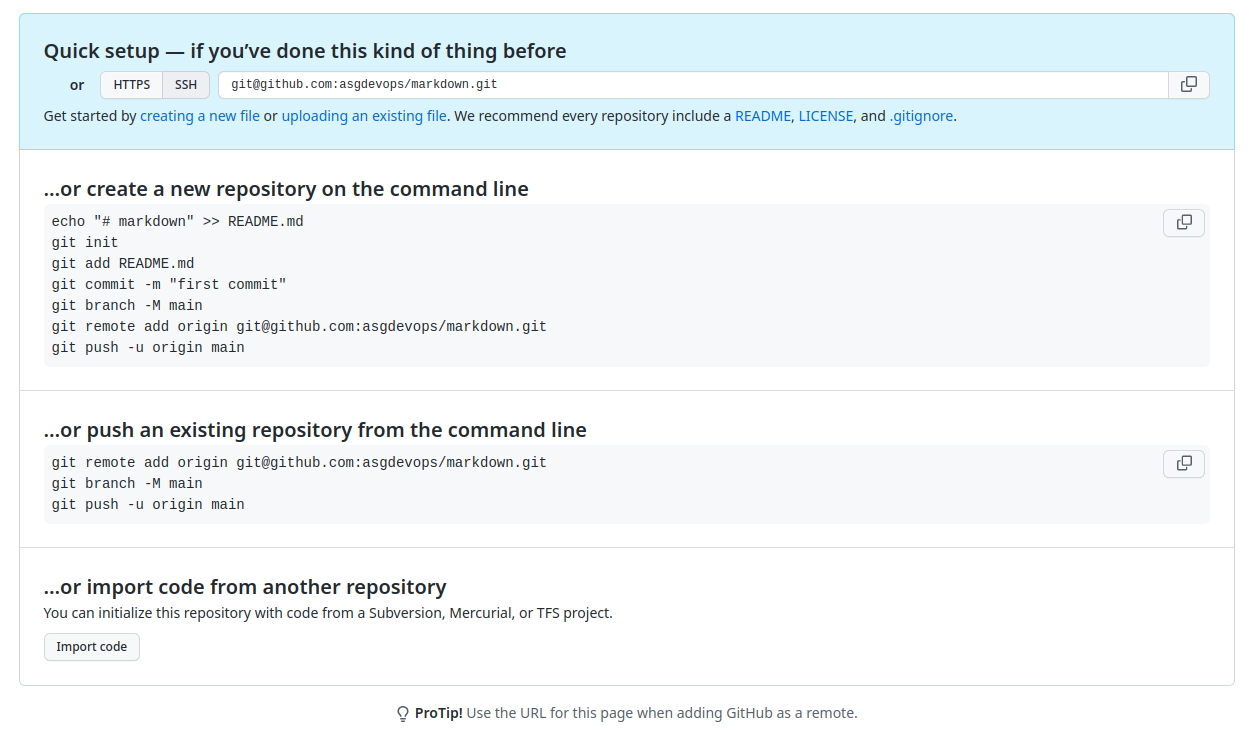 Quick setup — if you’ve done this kind of thing before
or HTTPS SSH git@github.com:asgdevops/markdown.git
Get started by creating a new file or uploading an existing file. We recommend every repository include a README, LICENSE, and .gitignore.
…or create a new repository on the command line
echo "# markdown" >> README.md
git init
git add README.md
git commit -m "first commit"
git branch -M main
git remote add origin git@github.com:asgdevops/markdown.git
git push -u origin main
…or push an existing repository from the command line
git remote add origin git@github.com:asgdevops/markdown.git
git branch -M main
git push -u origin main
…or import code from another repository
You can initialize this repository with code from a Subversion, Mercurial, or TFS project.
Import code
ProTip! Use the URL for this page when adding GitHub as a remote.